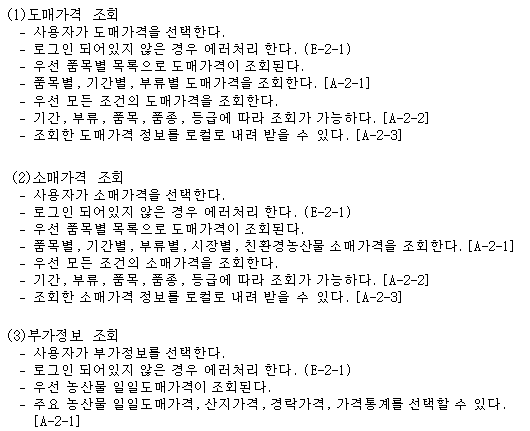 (1)도매가격 조회
- 사용자가 도매가격을 선택한다.
- 로그인 되어있지 않은 경우 에러처리 한다.(E-2-1)
- 우선 품목별 목록으로 도매가격이 조회된다.
- 품목별,기간별,부류별 도매가격을 조회한다.[A-2-1]
- 우선 모든 조건의 도매가격을 조회한다.
- 기간,부류,품목,품종,등급에 따라 조회가 가능하다.[A-2-2]
- 조회한 도매가격 정보를 로컬로 내려 받을 수 있다.[A-2-3]
(2)소매가격 조회
- 사용자가 소매가격을 선택한다.
- 로그인 되어있지 않은 경우 에러처리 한다.(E-2-1)
- 우선 품목별 목록으로 도매가격이 조회된다.
- 품목별,기간별,부류별,시장별,친환경농산물 소매가격을 조회한다.[A-2-1]
- 우선 모든 조건의 소매가격을 조회한다.
- 기간,부류,품목,품종,등급에 따라 조회가 가능하다.[A-2-2]
- 조회한 소매가격 정보를 로컬로 내려 받을 수 있다.[A-2-3]
(3)부가정보 조회
- 사용자가 부가정보를 선택한다.
- 로그인 되어있지 않은 경우 에러처리 한다.(E-2-1)
- 우선 농산물 일일도매가격이 조회된다.
- 주요 농산물 일일도매가격,산지가격,경락가격,가격통계를 선택할 수 있다.
[A-2-1]